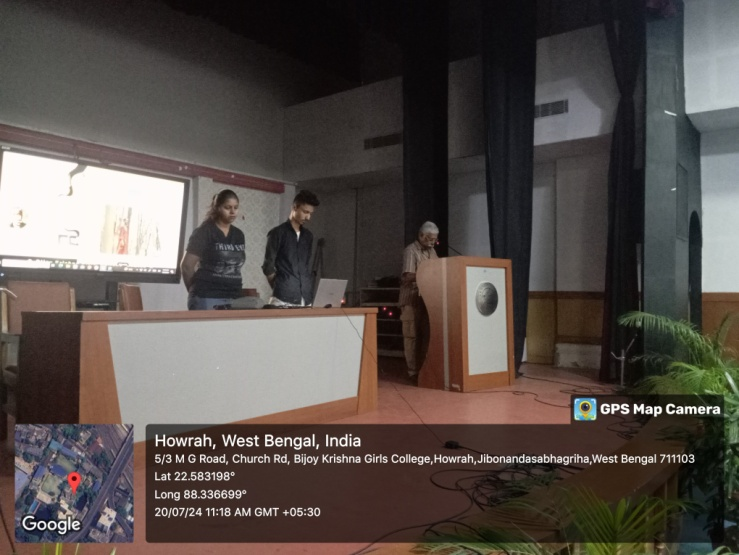 GPS Map Camera
Howrah, West Bengal, India
5/3 M G Road, Church Rd, Bijoy Krishna Girls College,Howrah,Jibonandasabhagriha,West Bengal 711103
Lat 22.583198°
Long 88.336699°
20/07/24 11:18 AM GMT +05:30
Google